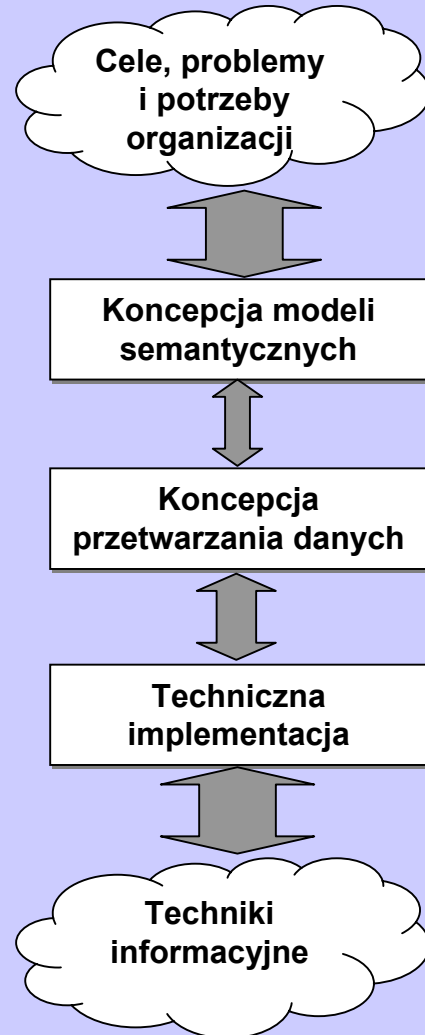 Cele, problemy
i potrzeby
organizacji
Koncepcja modeli
semantycznych
Koncepcja
przetwarzania danych
Techniczna
implementacja
Techniki
informacyjne